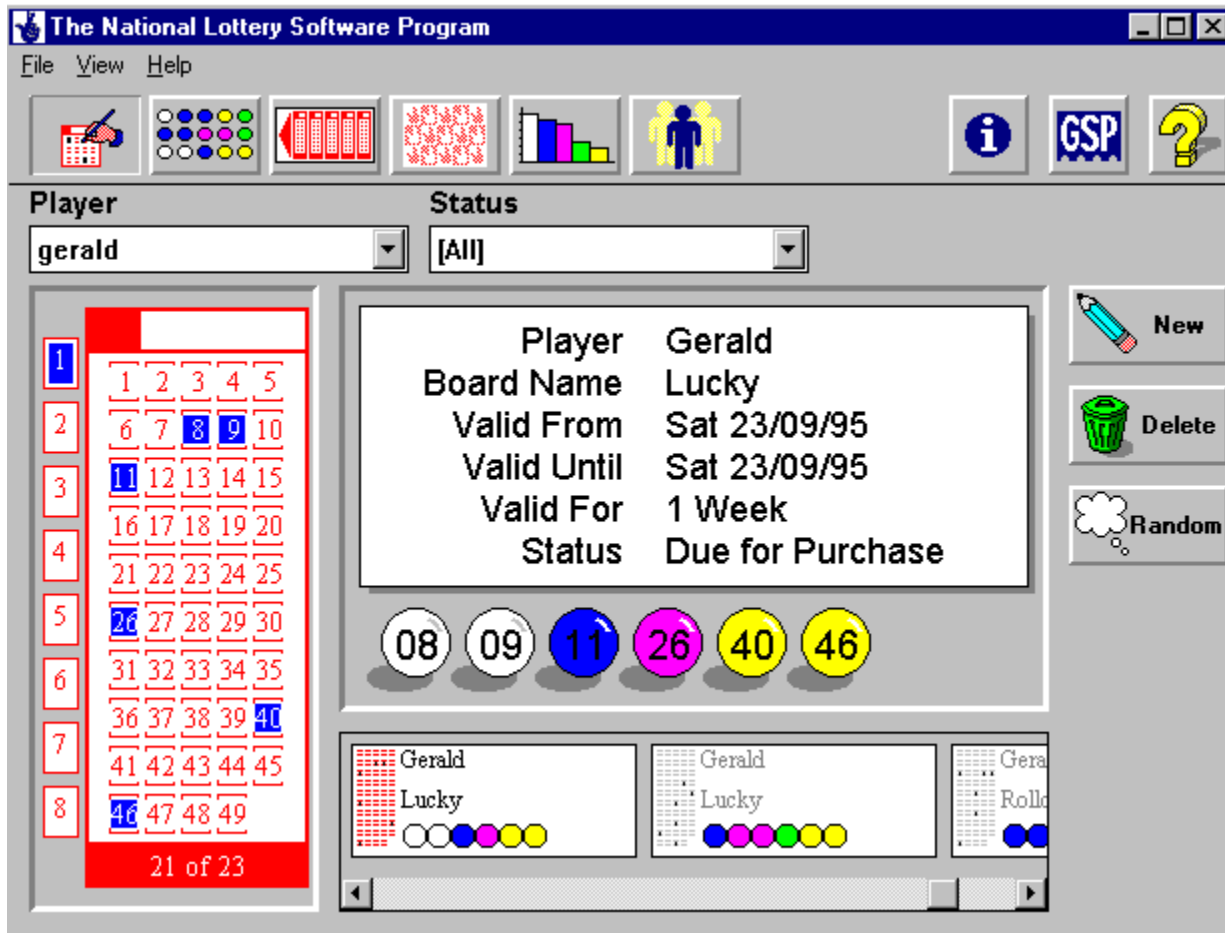 The National Lottery Software Program
File View Help
GSP
Player Status
gerald [All]
1
2
3
4
5
6
7
8
1 2 3 4 5
6 7 8 9 10
11 12 13 14 15
16 17 18 19 20
21 22 23 24 25
26 27 28 29 30
31 32 33 34 35
36 37 38 39 40
41 42 43 44 45
46 47 48 49
21 of 23
Player Gerald
Board Name Lucky
Valid From Sat 23/09/95
Valid Until Sat 23/09/95
Valid For 1 Week
Status Due for Purchase
08 09 11 26 40 46
New
Delete
Random
Gerald
Lucky
Gerald
Lucky
Gera
Rollo